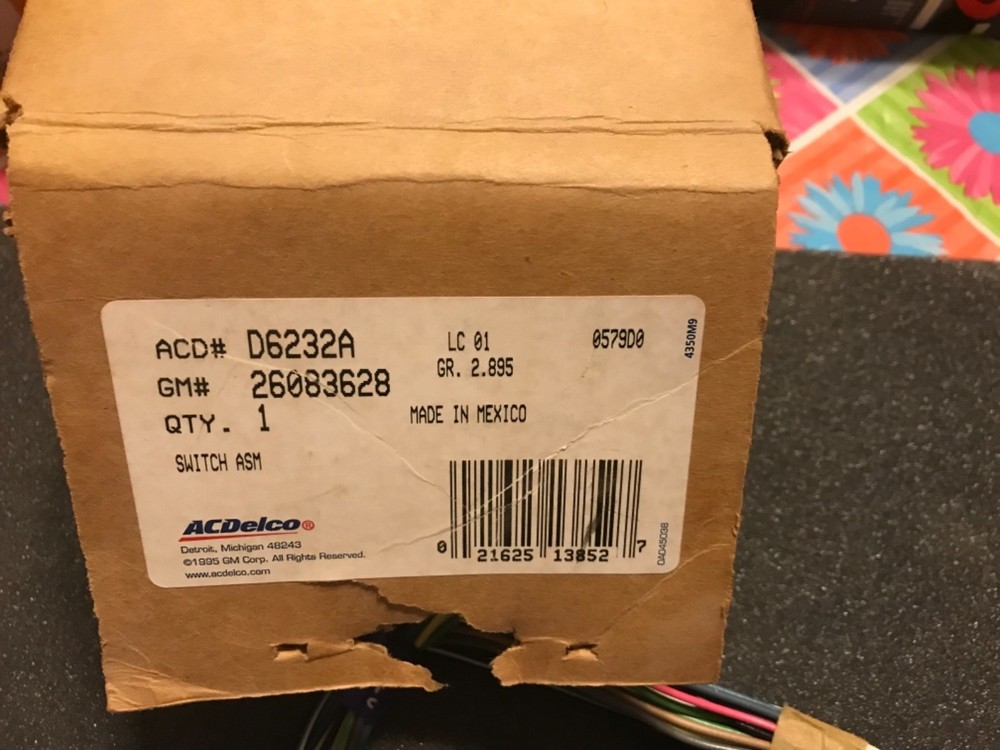 ACD# D6232A
LC 01
0579D0
4350M9
GM# 26083628
GR. 2.895
QTY. 1
MADE IN MEXICO
SWITCH ASM
ACDelco®
Detroit, Michigan 48243
©1995 GM Corp. All Rights Reserved.
www.acdelco.com
0 21625 13852 7